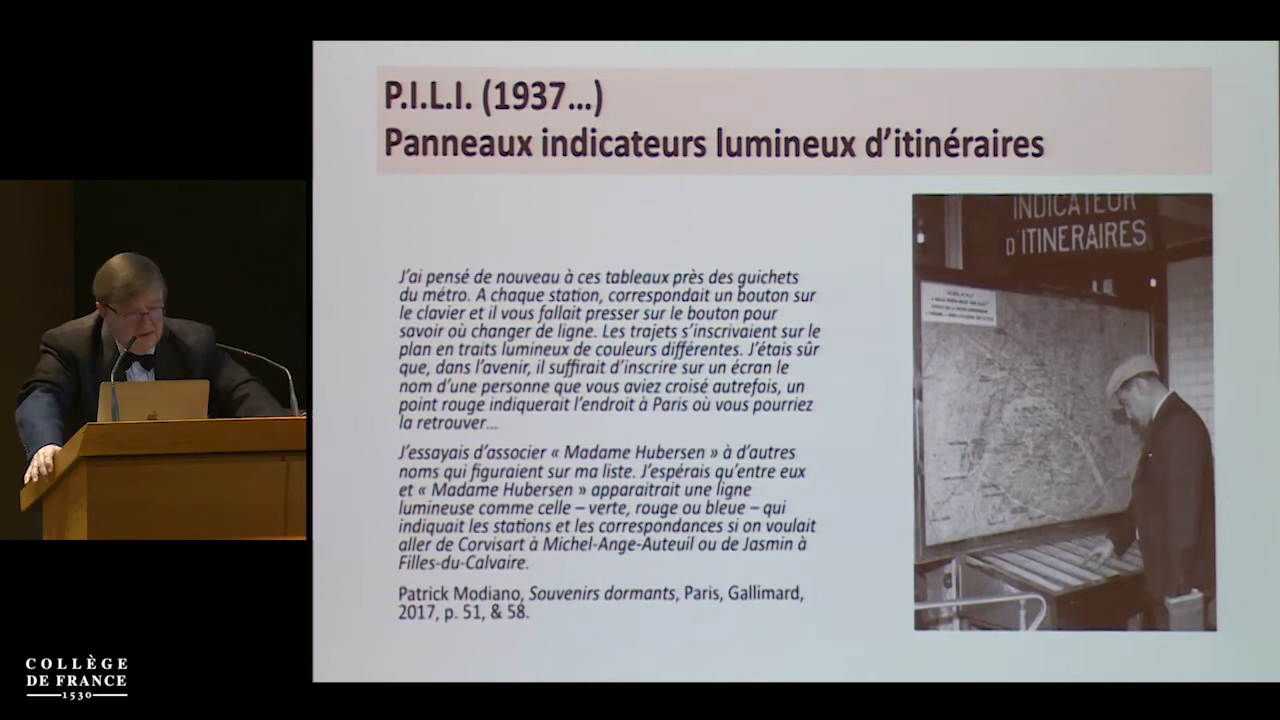 P.I.L.I. (1937...)
Panneaux indicateurs lumineux d'itinéraires
INDICATEUR
D'ITINERAIRES
J'ai pensé de nouveau à ces tableaux près des guichets
du métro. A chaque station, correspondait un bouton sur
le clavier et il vous fallait presser sur le bouton pour
savoir où changer de ligne. Les trajets s'inscrivaient sur le
plan en traits lumineux de couleurs différentes. J'étais sûr
que, dans l'avenir, il suffirait d'inscrire sur un écran le
nom d'une personne que vous aviez croisé autrefois, un
point rouge indiquerait l'endroit à Paris où vous pourriez
la retrouver...
J'essayais d'associer « Madame Hubersen » à d'autres
noms qui figuraient sur ma liste. J'espérais qu'entre eux
et « Madame Hubersen » apparaitrait une ligne
lumineuse comme celle – verte, rouge ou bleue – qui
indiquait les stations et les correspondances si on voulait
aller de Corvisart à Michel-Ange-Auteuil ou de Jasmin à
Filles-du-Calvaire.
Patrick Modiano, Souvenirs dormants, Paris, Gallimard,
2017, p. 51, & 58.
COLLÈGE
DE FRANCE
1530